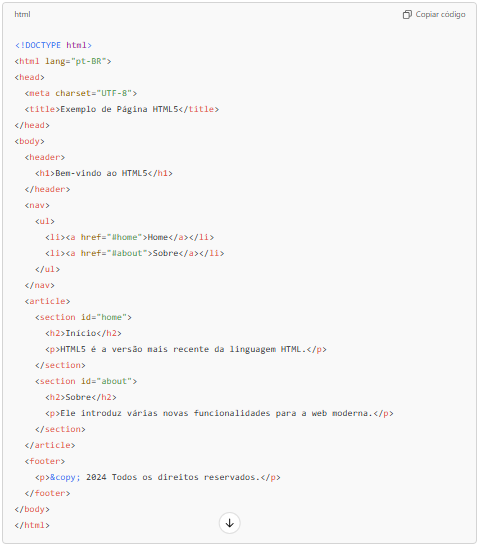 html
Copiar código
<!DOCTYPE html>
<html lang="pt-BR">
<head>
  <meta charset="UTF-8">
  <title>Exemplo de Página HTML5</title>
</head>
<body>
  <header>
    <h1>Bem-vindo ao HTML5</h1>
  </header>
  <nav>
    <ul>
      <li><a href="#home">Home</a></li>
      <li><a href="#about">Sobre</a></li>
    </ul>
  </nav>
  <article>
    <section id="home">
      <h2>Início</h2>
      <p>HTML5 é a versão mais recente da linguagem HTML.</p>
    </section>
    <section id="about">
      <h2>Sobre</h2>
      <p>Ele introduz várias novas funcionalidades para a web moderna.</p>
    </section>
  </article>
  <footer>
    <p>&copy; 2024 Todos os direitos reservados.</p>
  </footer>
</body>
</html>